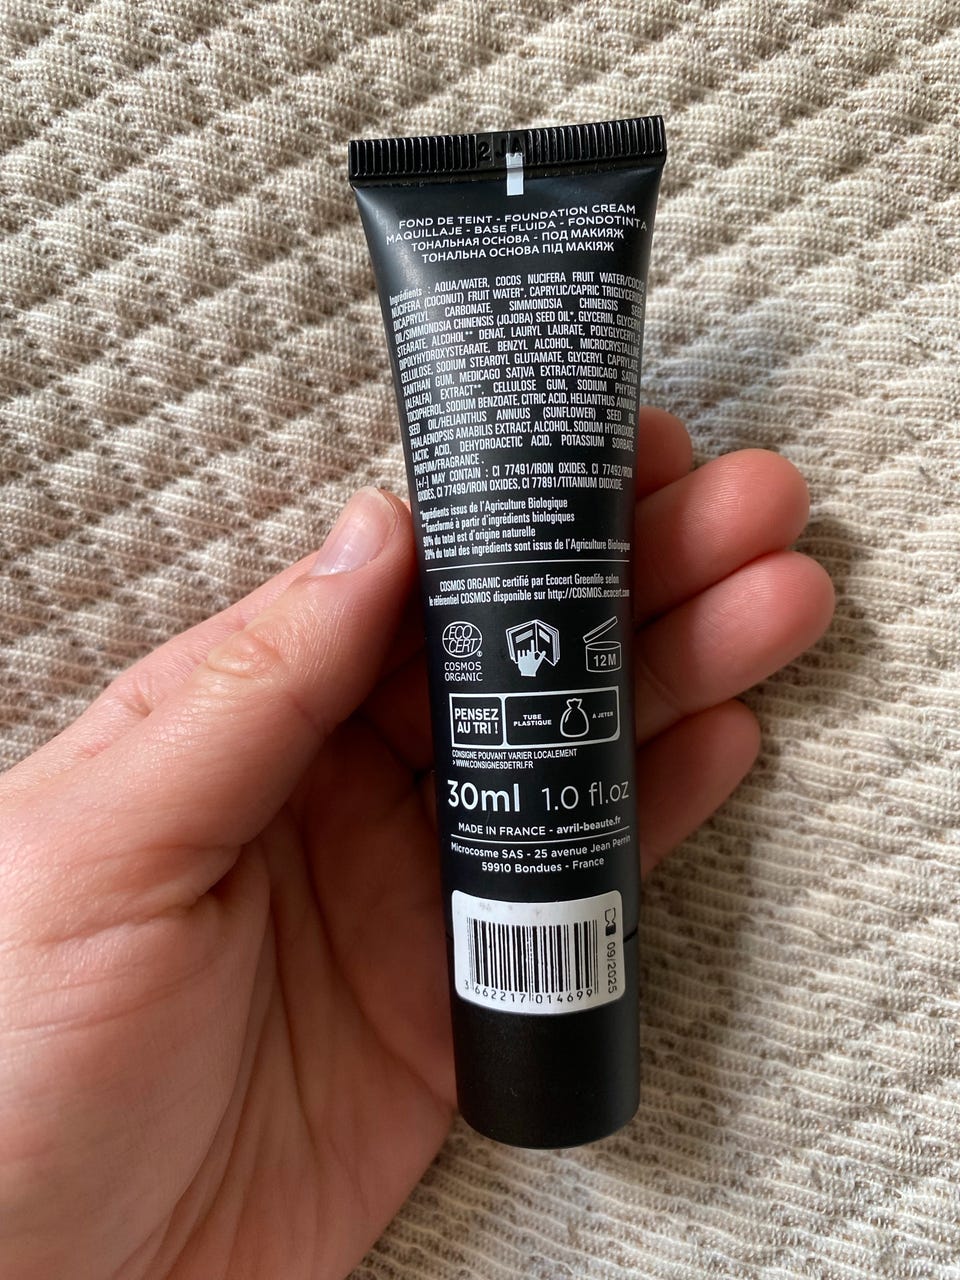 2JA
FOND DE TEINT - FOUNDATION CREAM
MAQUILLAJE - BASE FLUIDA - FONDOTINTA
ТОНАЛЬНАЯ ОСНОВА - ПОД МАКИЯЖ
ТОНАЛЬНА ОСНОВА ПІД МАКІЯЖ
Ingrédients : AQUA/WATER, COCOS NUCIFERA FRUIT WATER/COCOS
NUCIFERA (COCONUT) FRUIT WATER*, CAPRYLIC/CAPRIC TRIGLYCERIDE,
DICAPRYLYL CARBONATE, SIMMONDSIA CHINENSIS SEED
OIL/SIMMONDSIA CHINENSIS (JOJOBA) SEED OIL*, GLYCERIN, GLYCERYL
STEARATE, ALCOHOL** DENAT, LAURYL LAURATE, POLYGLYCERYL-2
DIPOLYHYDROXYSTEARATE, BENZYL ALCOHOL, MICROCRYSTALLINE
CELLULOSE, SODIUM STEAROYL GLUTAMATE, GLYCERYL CAPRYLATE,
XANTHAN GUM, MEDICAGO SATIVA EXTRACT/MEDICAGO SATIVA
(ALFALFA) EXTRACT**, CELLULOSE GUM, SODIUM PHYTATE,
TOCOPHEROL, SODIUM BENZOATE, CITRIC ACID, HELIANTHUS ANNUUS
SEED OIL/HELIANTHUS ANNUUS (SUNFLOWER) SEED OIL,
PHALAENOPSIS AMABILIS EXTRACT, ALCOHOL, SODIUM HYDROXIDE,
LACTIC ACID, DEHYDROACETIC ACID, POTASSIUM SORBATE,
PARFUM/FRAGRANCE .
[+/-] MAY CONTAIN : CI 77491/IRON OXIDES, CI 77492/IRON
OXIDES, CI 77499/IRON OXIDES, CI 77891/TITANIUM DIOXIDE.
*Ingrédients issus de l'Agriculture Biologique
**Transformé à partir d'ingrédients biologiques
du total est d'origine naturelle
20% du total des ingrédients sont issus de l'Agriculture Biologique
COSMOS ORGANIC certifié par Ecocert Greenlife selon
le référentiel COSMOS disponible sur http://COSMOS.ecocert.com
ECO
CERT®
COSMOS
ORGANIC
12 M
PENSEZ
AU TRI !
TUBE
PLASTIQUE
A JETER
CONSIGNE POUVANT VARIER LOCALEMENT
> WWW.CONSIGNESDETRI.FR
30ml 1.0 fl.oz
MADE IN FRANCE - avril-beaute.fr
Microcosme SAS - 25 avenue Jean Perrin
59910 Bondues - France
3 662217 014699
09/2025